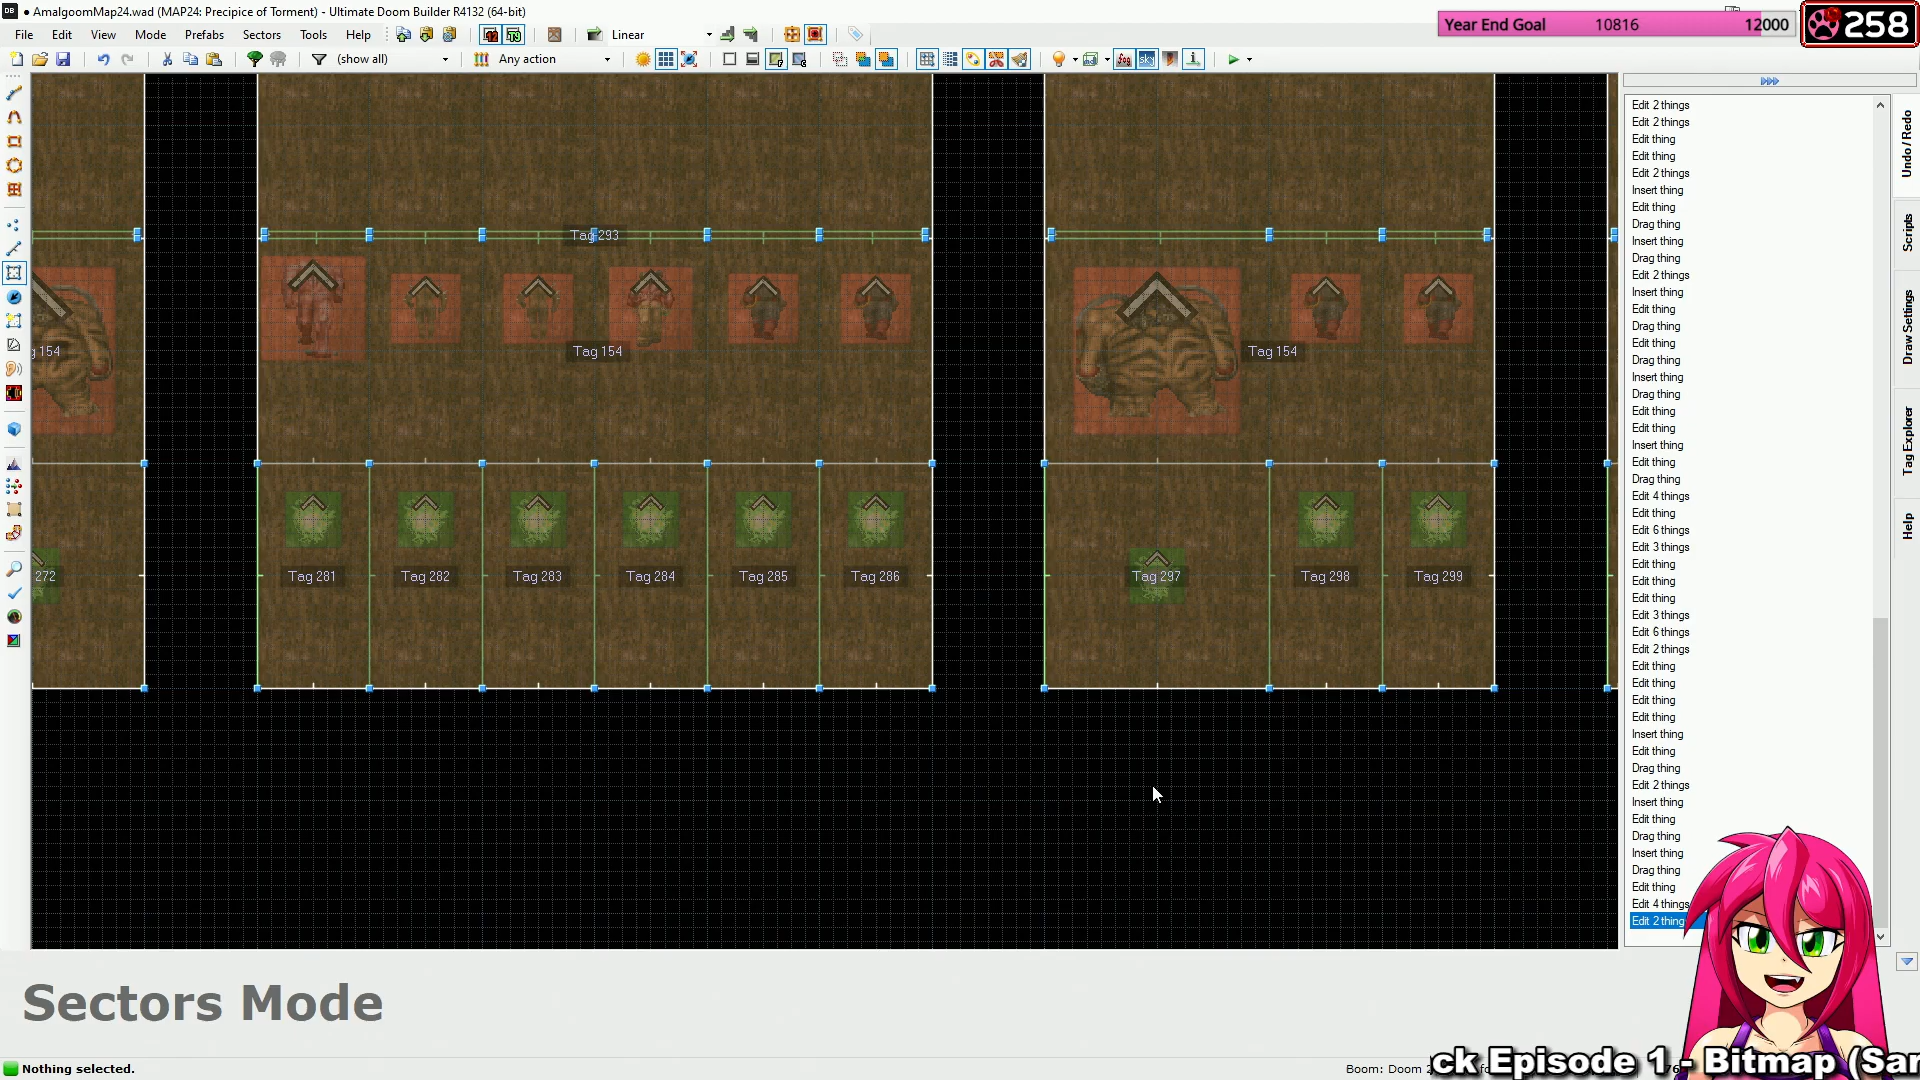 AmalgoomMap24.wad (MAP24: Precipice of Torment) - Ultimate Doom Builder R4132 (64-bit)
Year End Goal 10816 12000
258
File Edit View Mode Prefabs Sectors Tools Help Linear
(show all) Any action
Edit 2 things
Edit 2 things
Edit thing
Edit thing
Edit 2 things
Insert thing
Edit thing
Drag thing
Insert thing
Drag thing
Edit 2 things
Insert thing
Edit thing
Drag thing
Edit thing
Drag thing
Insert thing
Drag thing
Edit thing
Edit thing
Insert thing
Edit thing
Drag thing
Edit 4 things
Edit thing
Edit 6 things
Edit 3 things
Edit thing
Edit thing
Edit thing
Edit 3 things
Edit 6 things
Edit 2 things
Edit thing
Edit thing
Edit thing
Edit thing
Insert thing
Edit thing
Drag thing
Edit 2 things
Insert thing
Edit thing
Drag thing
Insert thing
Drag thing
Edit thing
Edit 4 things
Edit 2 thing
Undo / Redo
Scripts
Draw Settings
Tag Explorer
Help
Tag 293
g 154
Tag 154
Tag 154
272
Tag 281
Tag 282
Tag 283
Tag 284
Tag 285
Tag 286
Tag 297
Tag 298
Tag 299
Sectors Mode
Nothing selected.
Boom: Doom 2
ck Episode 1 - Bitmap (Sar